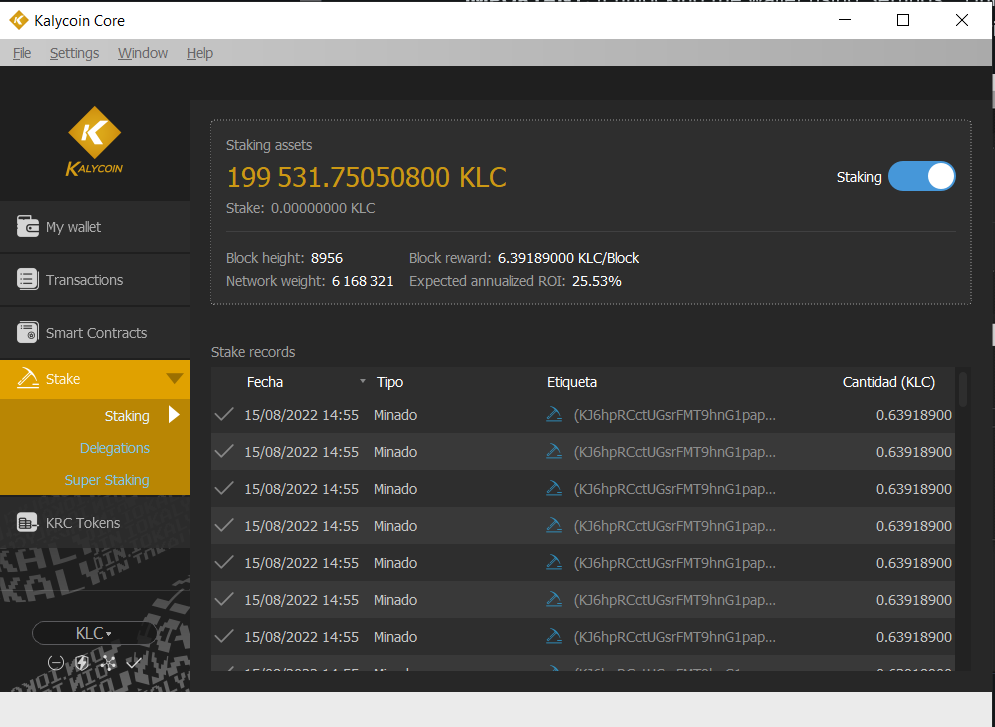 Kalycoin Core
File Settings Window Help
KALYCOIN
My wallet
Transactions
Smart Contracts
Stake
Staking
Delegations
Super Staking
KRC Tokens
KLC
Staking assets
199 531.75050800 KLC
Staking
Stake: 0.00000000 KLC
Block height: 8956 Block reward: 6.39189000 KLC/Block
Network weight: 6 168 321 Expected annualized ROI: 25.53%
Stake records
Fecha Tipo Etiqueta Cantidad (KLC)
15/08/2022 14:55 Minado (KJ6hpRCctUGsrFMT9hnG1pap... 0.63918900
15/08/2022 14:55 Minado (KJ6hpRCctUGsrFMT9hnG1pap... 0.63918900
15/08/2022 14:55 Minado (KJ6hpRCctUGsrFMT9hnG1pap... 0.63918900
15/08/2022 14:55 Minado (KJ6hpRCctUGsrFMT9hnG1pap... 0.63918900
15/08/2022 14:55 Minado (KJ6hpRCctUGsrFMT9hnG1pap... 0.63918900
15/08/2022 14:55 Minado (KJ6hpRCctUGsrFMT9hnG1pap... 0.63918900
15/08/2022 14:55 Minado (KJ6hpRCctUGsrFMT9hnG1pap... 0.63918900